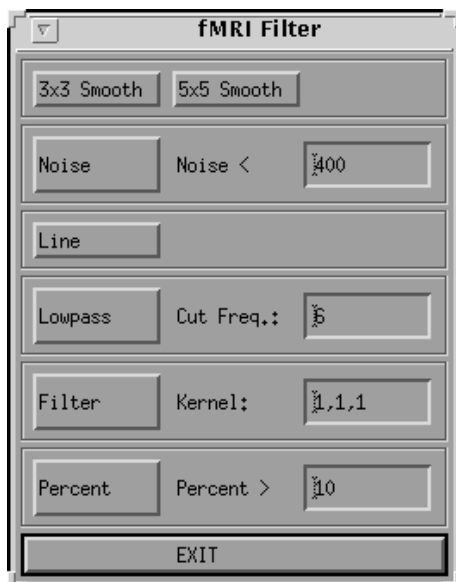 fMRI Filter
3x3 Smooth 5x5 Smooth
Noise Noise < 400
Line
Lowpass Cut Freq.: 6
Filter Kernel: 1,1,1
Percent Percent > 10
EXIT